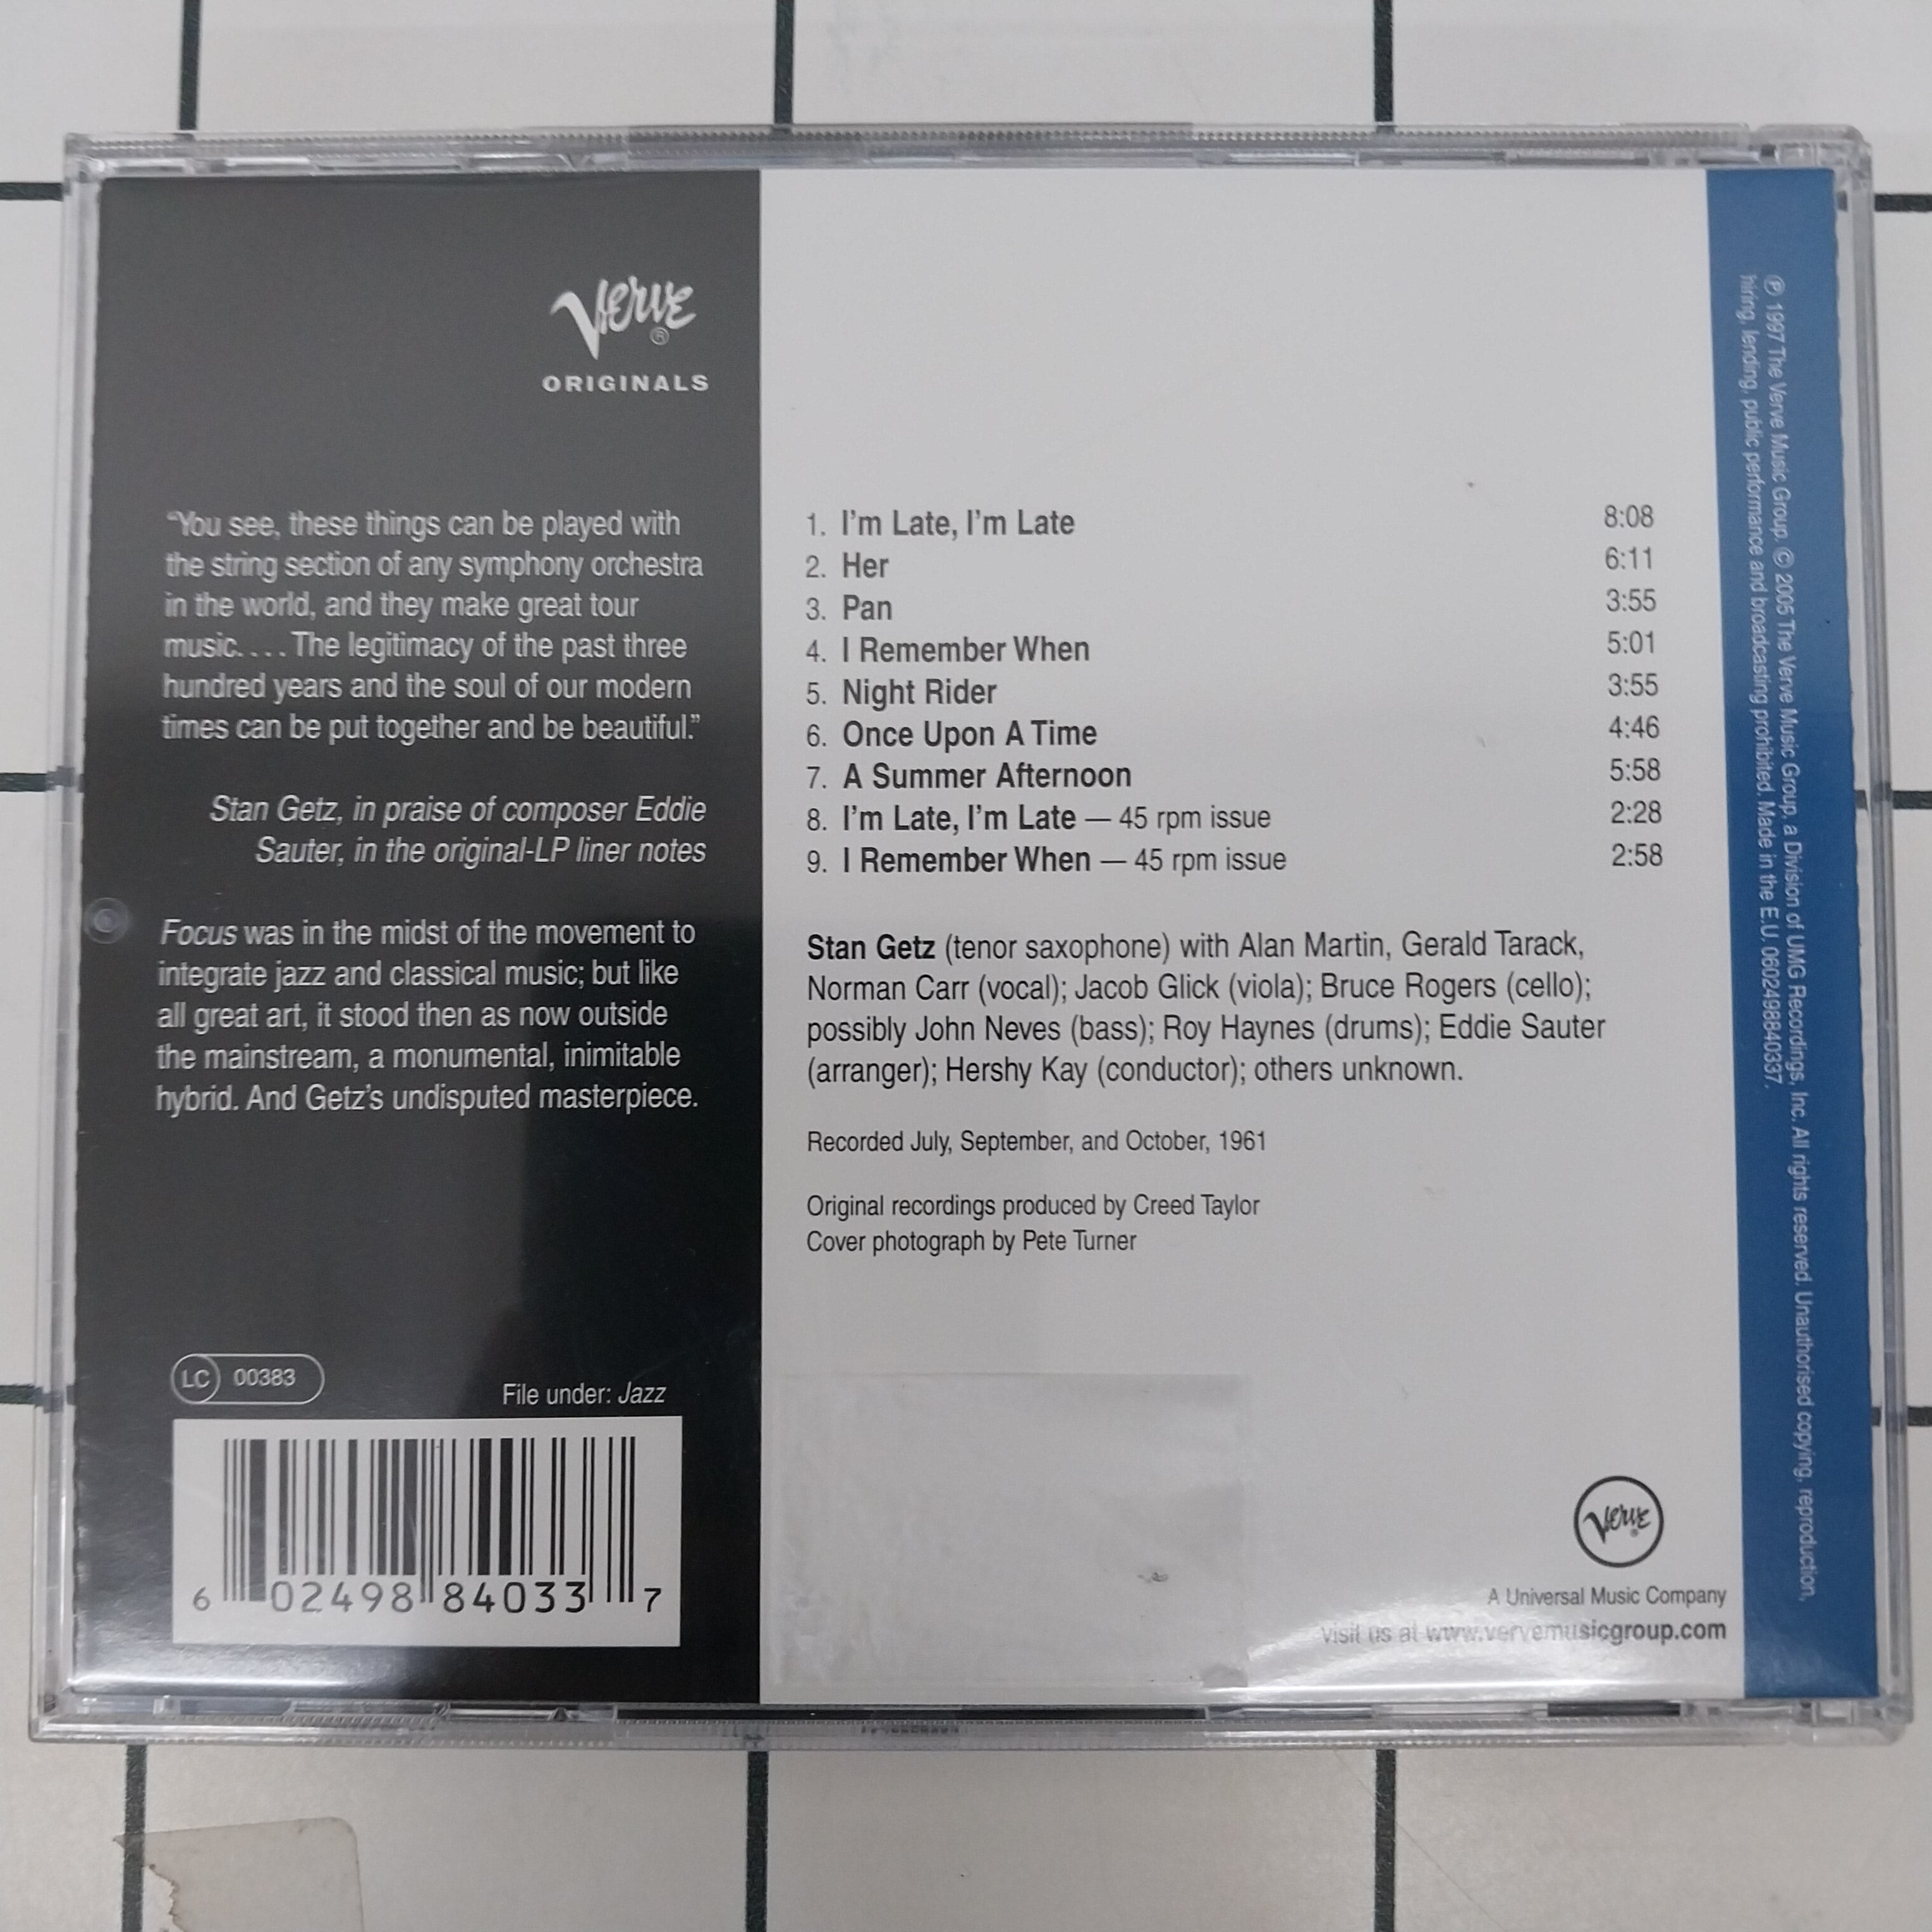 Verve®
ORIGINALS
“You see, these things can be played with
the string section of any symphony orchestra
in the world, and they make great tour
music. . . . The legitimacy of the past three
hundred years and the soul of our modern
times can be put together and be beautiful.”
Stan Getz, in praise of composer Eddie
Sauter, in the original-LP liner notes
Focus was in the midst of the movement to
integrate jazz and classical music; but like
all great art, it stood then as now outside
the mainstream, a monumental, inimitable
hybrid. And Getz’s undisputed masterpiece.
LC 00383
File under: Jazz
6 02498 84033 7
1. I’m Late, I’m Late 8:08
2. Her 6:11
3. Pan 3:55
4. I Remember When 5:01
5. Night Rider 3:55
6. Once Upon A Time 4:46
7. A Summer Afternoon 5:58
8. I’m Late, I’m Late — 45 rpm issue 2:28
9. I Remember When — 45 rpm issue 2:58
Stan Getz (tenor saxophone) with Alan Martin, Gerald Tarack,
Norman Carr (vocal); Jacob Glick (viola); Bruce Rogers (cello);
possibly John Neves (bass); Roy Haynes (drums); Eddie Sauter
(arranger); Hershy Kay (conductor); others unknown.
Recorded July, September, and October, 1961
Original recordings produced by Creed Taylor
Cover photograph by Pete Turner
Verve®
A Universal Music Company
visit us at www.vervemusicgroup.com
℗ 1997 The Verve Music Group. © 2005 The Verve Music Group, a Division of UMG Recordings, Inc. All rights reserved. Unauthorised copying, reproduction,
hiring, lending, public performance and broadcasting prohibited. Made in the E.U. 0602498840337.